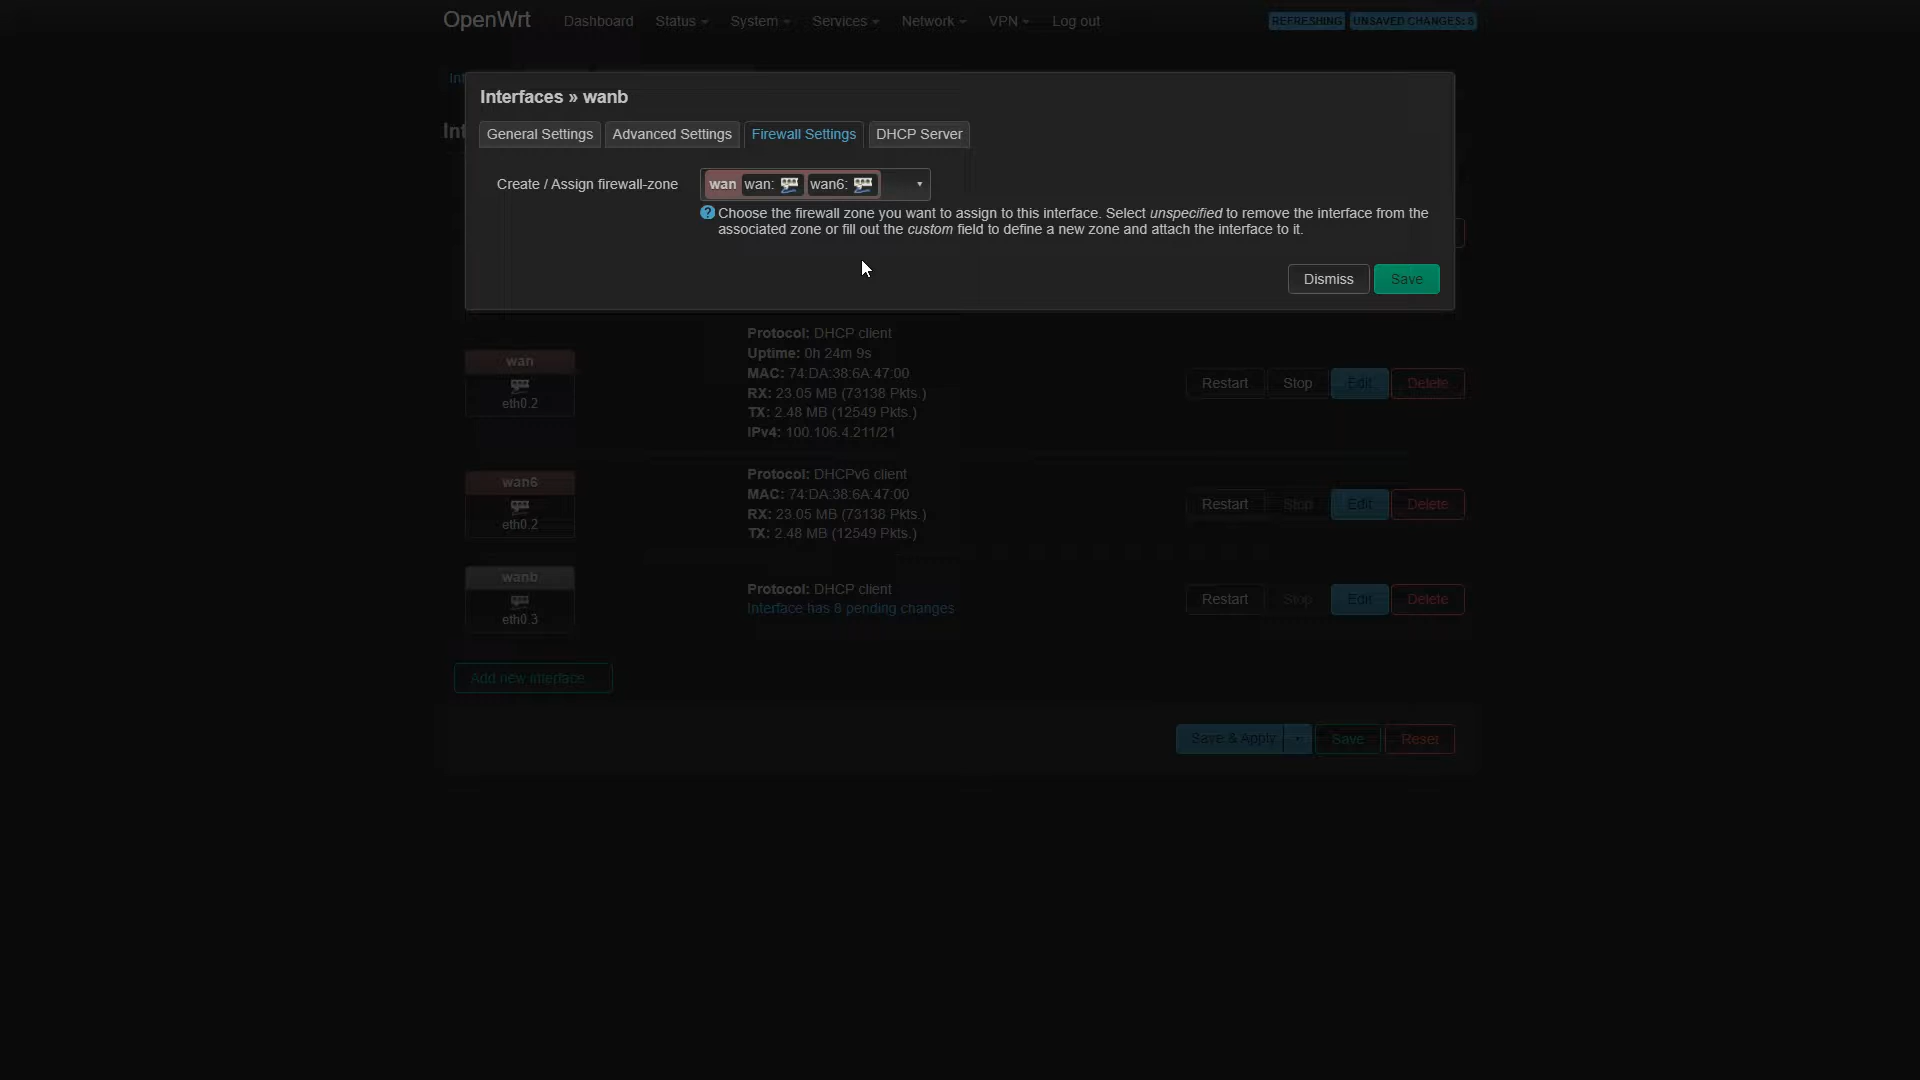 OpenWrt Dashboard Status System Services Network VPN Log out REFRESHING UNSAVED CHANGES: 8
Int
Interfaces » wanb
Int
General Settings Advanced Settings Firewall Settings DHCP Server
Create / Assign firewall-zone wan wan: wan6:
Choose the firewall zone you want to assign to this interface. Select unspecified to remove the interface from the
associated zone or fill out the custom field to define a new zone and attach the interface to it.
Dismiss Save
wan
eth0.2
Protocol: DHCP client
Uptime: 0h 24m 9s
MAC: 74:DA:38:6A:47:00
RX: 23.05 MB (73138 Pkts.)
TX: 2.48 MB (12549 Pkts.)
IPv4: 100.106.4.211/21
Restart Stop Edit Delete
wan6
eth0.2
Protocol: DHCPv6 client
MAC: 74:DA:38:6A:47:00
RX: 23.05 MB (73138 Pkts.)
TX: 2.48 MB (12549 Pkts.)
Restart Stop Edit Delete
wanb
eth0.3
Protocol: DHCP client
Interface has 8 pending changes
Restart Stop Edit Delete
Add new interface...
Save & Apply Save Reset